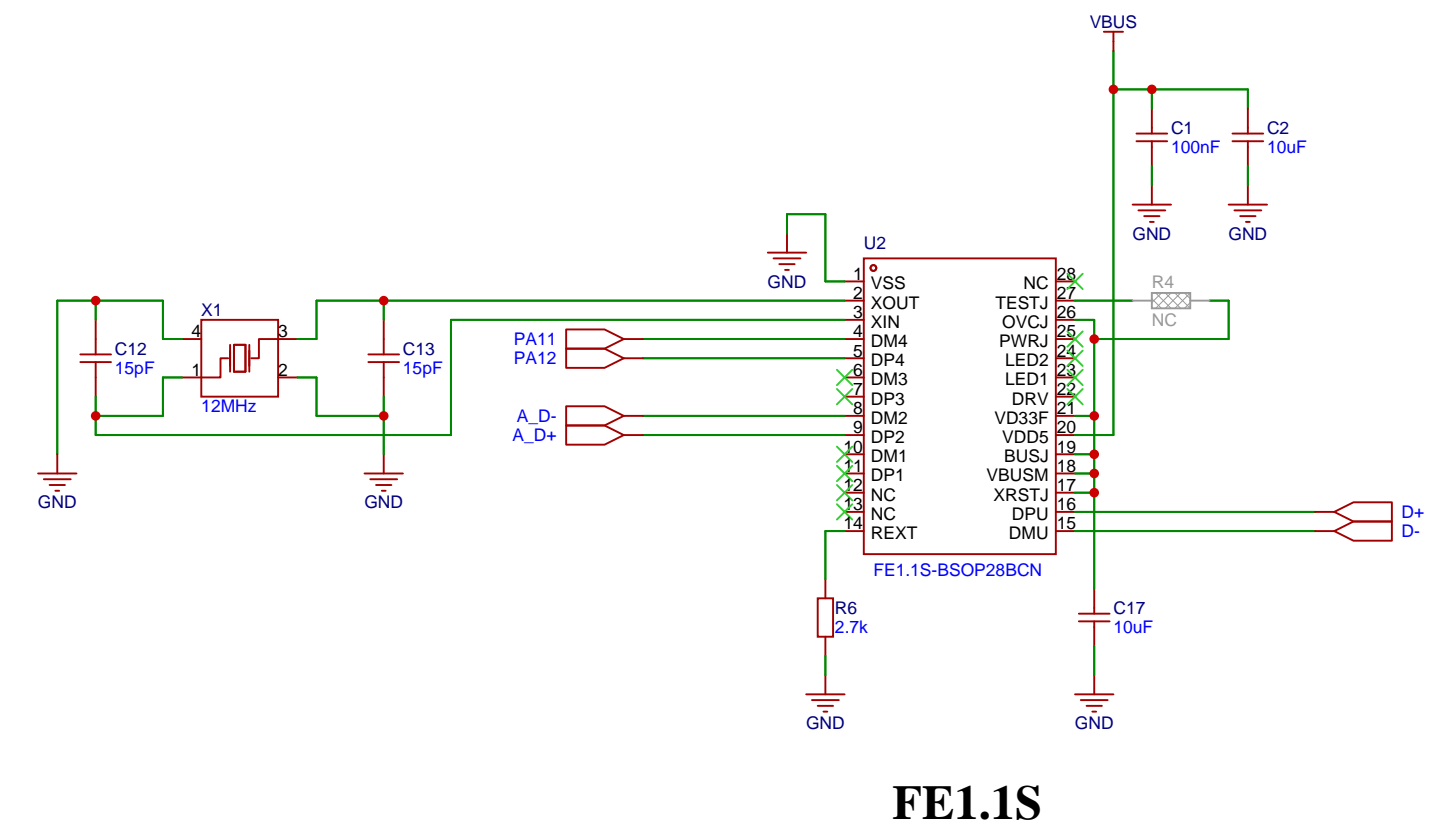 VBUS
C1
100nF
C2
10uF
GND
GND
U2
GND
1
VSS
2
XOUT
3
XIN
4
DM4
5
DP4
6
DM3
7
DP3
8
DM2
9
DP2
10
DM1
11
DP1
12
NC
13
NC
14
REXT
28
NC
27
TESTJ
26
OVCJ
25
PWRJ
24
LED2
23
LED1
22
DRV
21
VD33F
20
VDD5
19
BUSJ
18
VBUSM
17
XRSTJ
16
DPU
15
DMU
FE1.1S-BSOP28BCN
R4
NC
X1
4
3
1
2
12MHz
C12
15pF
C13
15pF
GND
GND
PA11
PA12
A_D-
A_D+
D+
D-
R6
2.7k
GND
C17
10uF
GND
FE1.1S